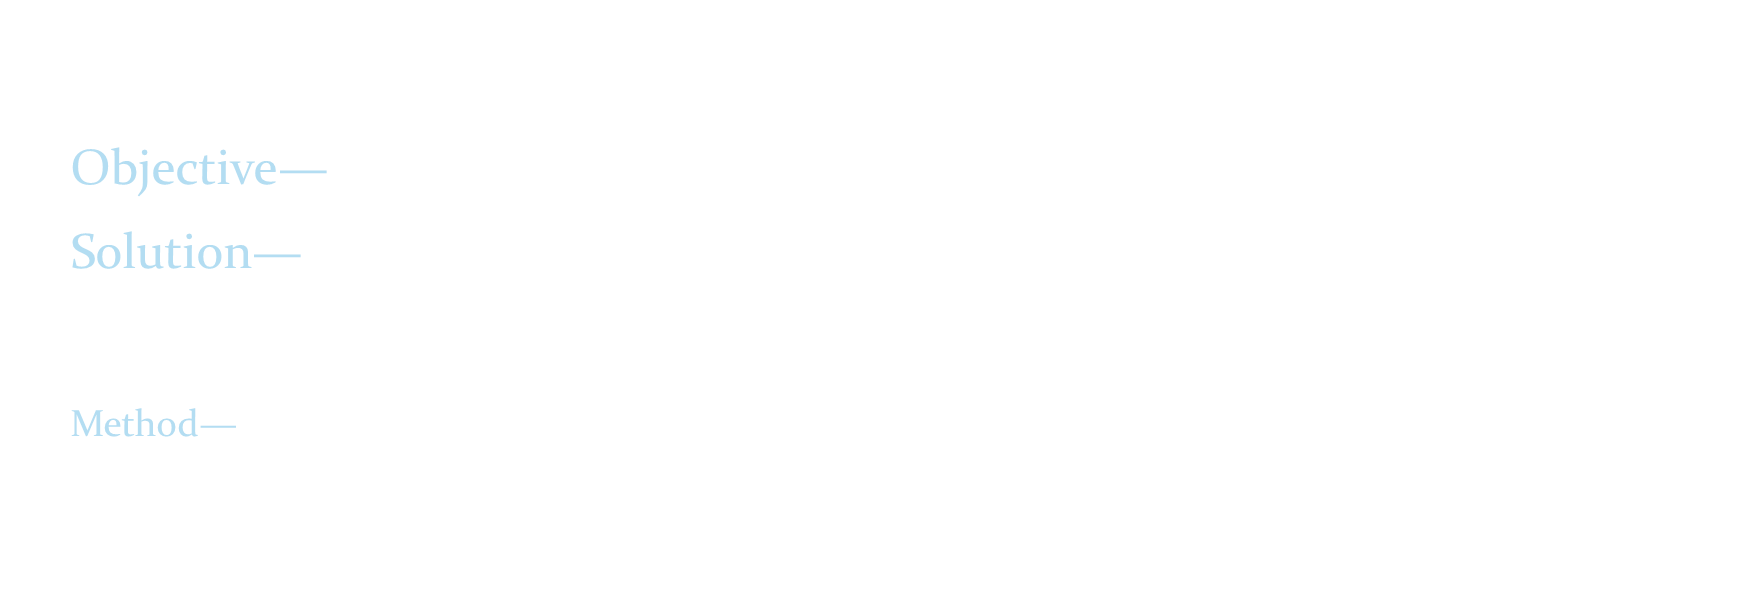 Objective—
Solution—
Method—